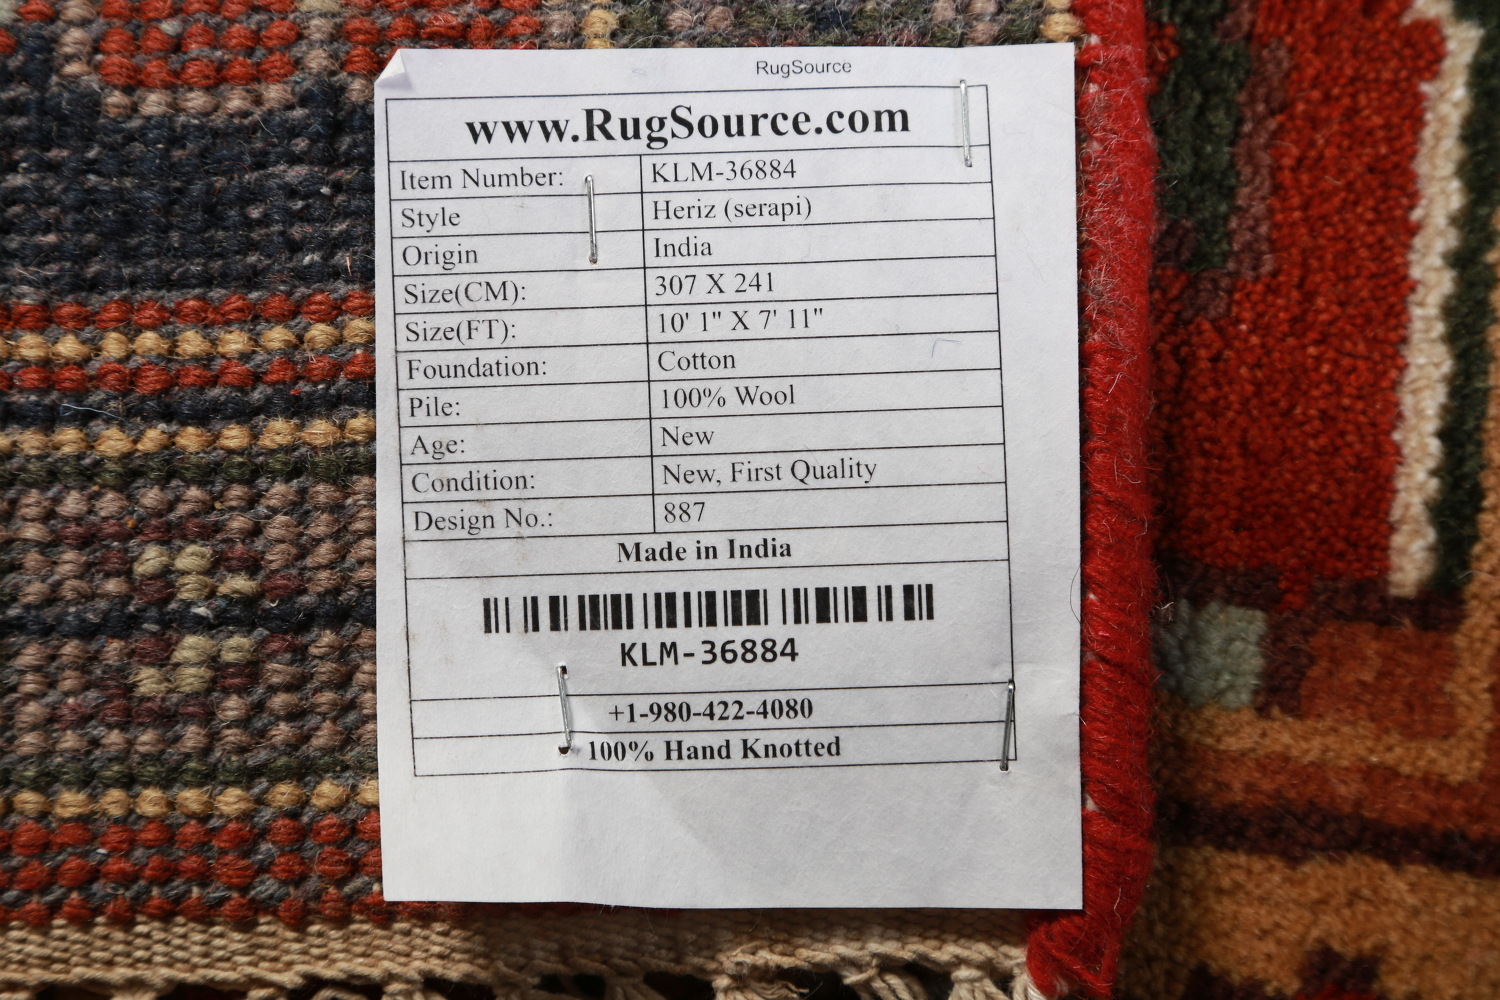 RugSource
www.RugSource.com
Item Number: KLM-36884
Style Heriz (serapi)
Origin India
Size(CM): 307 X 241
Size(FT): 10' 1" X 7' 11"
Foundation: Cotton
Pile: 100% Wool
Age: New
Condition: New, First Quality
Design No.: 887
Made in India
KLM-36884
+1-980-422-4080
100% Hand Knotted